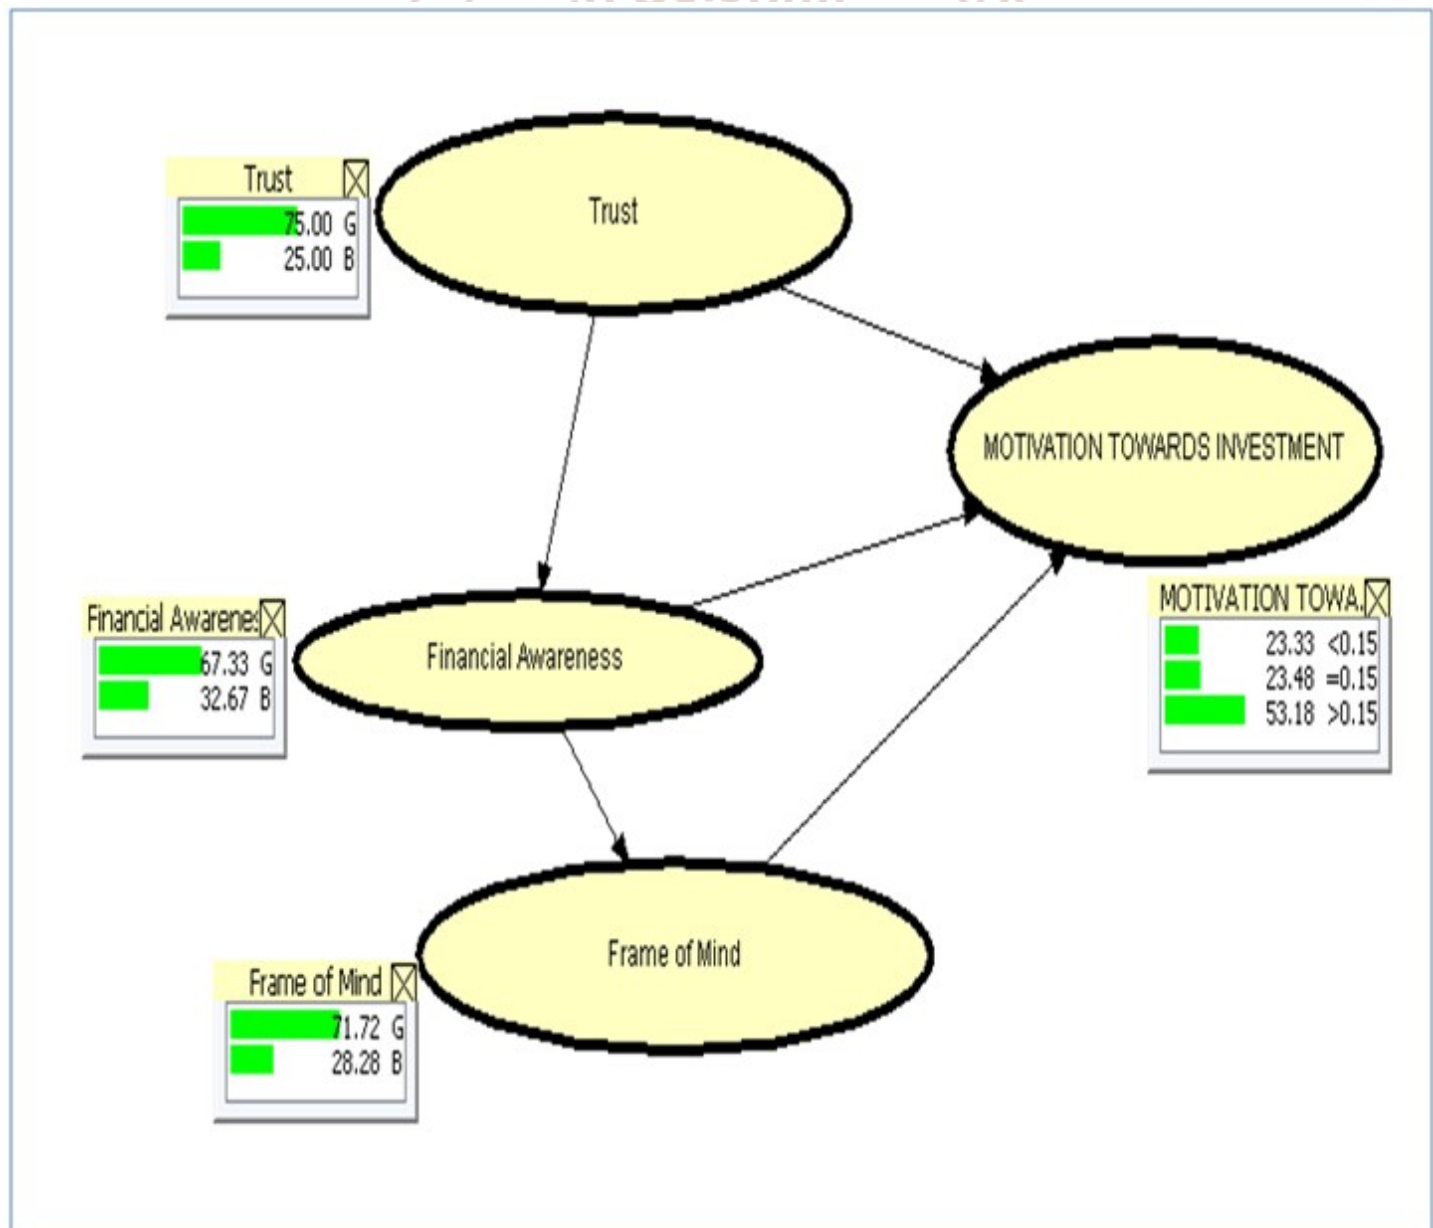 Trust
75.00 G
25.00 B
Trust
MOTIVATION TOWARDS INVESTMENT
Financial Awarenes
67.33 G
32.67 B
Financial Awareness
MOTIVATION TOWA.
23.33 <0.15
23.48 =0.15
53.18 >0.15
Frame of Mind
Frame of Mind
71.72 G
28.28 B